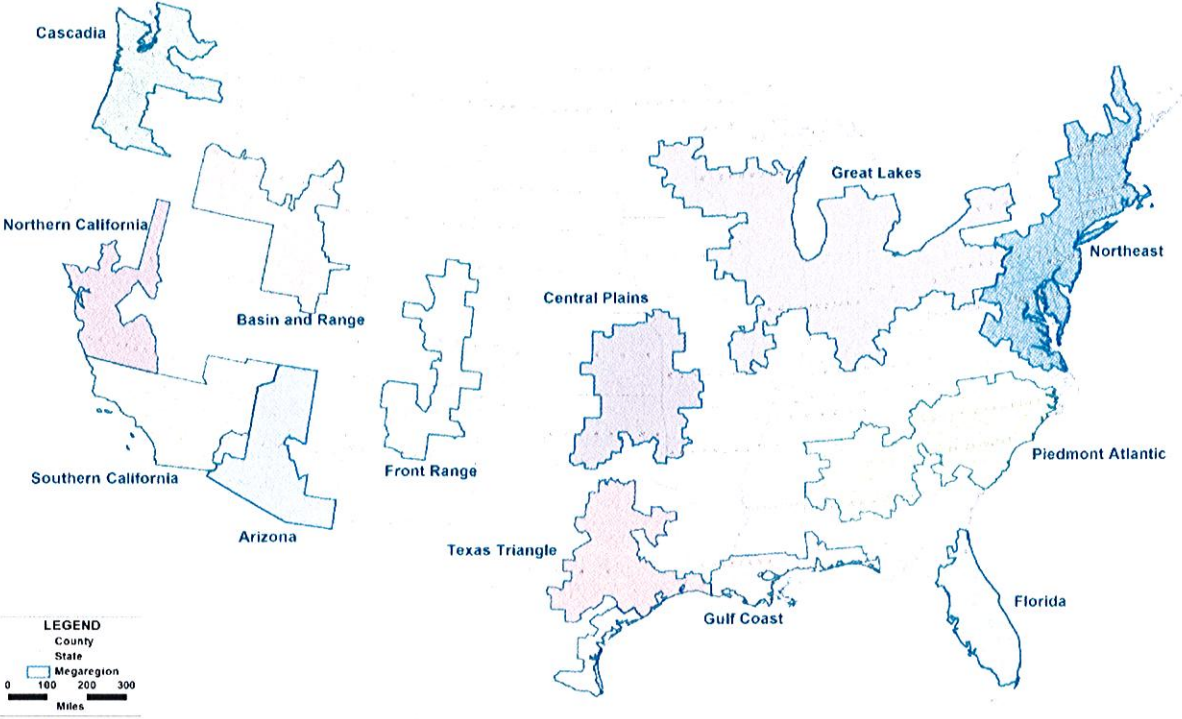 Cascadia
Great Lakes
Northern California
Northeast
Central Plains
Basin and Range
Piedmont Atlantic
Front Range
Southern California
Arizona
Texas Triangle
Florida
Gulf Coast
LEGEND
County
State
Megaregion
0 100 200 300
Miles